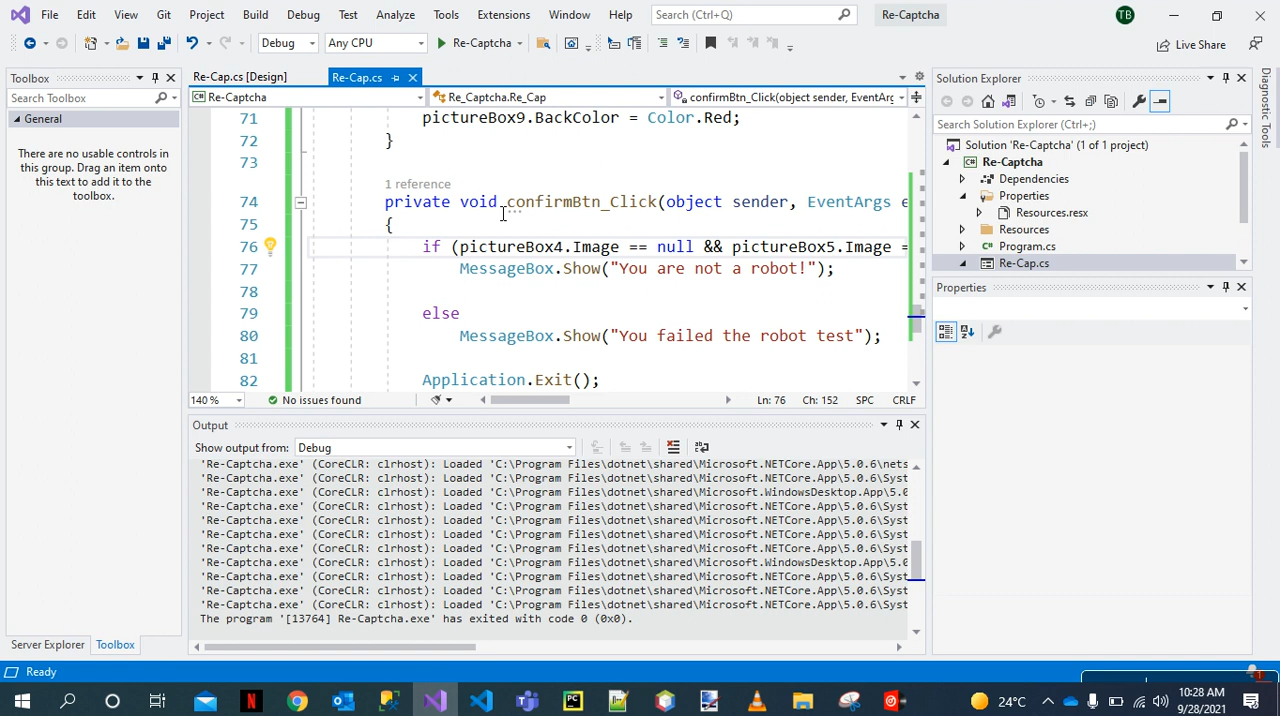 File Edit View Git Project Build Debug Test Analyze Tools Extensions Window Help Search (Ctrl+Q) Re-Captcha TB
Debug Any CPU Re-Captcha Live Share
Toolbox
Search Toolbox
General
There are no usable controls in
this group. Drag an item onto
this text to add it to the
toolbox.
Server Explorer Toolbox
Re-Cap.cs [Design] Re-Cap.cs
Re-Captcha Re_Captcha.Re_Cap confirmBtn_Click(object sender, EventArg
71 pictureBox9.BackColor = Color.Red;
72 }
73
1 reference
74 private void confirmBtn_Click(object sender, EventArgs e
75 {
76 if (pictureBox4.Image == null && pictureBox5.Image =
77 MessageBox.Show("You are not a robot!");
78
79 else
80 MessageBox.Show("You failed the robot test");
81
82 Application.Exit();
140 % No issues found Ln: 76 Ch: 152 SPC CRLF
Output
Show output from: Debug
'Re-Captcha.exe' (CoreCLR: clrhost): Loaded 'C:\Program Files\dotnet\shared\Microsoft.NETCore.App\5.0.6\nets
'Re-Captcha.exe' (CoreCLR: clrhost): Loaded 'C:\Program Files\dotnet\shared\Microsoft.NETCore.App\5.0.6\Syst
'Re-Captcha.exe' (CoreCLR: clrhost): Loaded 'C:\Program Files\dotnet\shared\Microsoft.WindowsDesktop.App\5.0
'Re-Captcha.exe' (CoreCLR: clrhost): Loaded 'C:\Program Files\dotnet\shared\Microsoft.NETCore.App\5.0.6\Syst
'Re-Captcha.exe' (CoreCLR: clrhost): Loaded 'C:\Program Files\dotnet\shared\Microsoft.NETCore.App\5.0.6\Syst
'Re-Captcha.exe' (CoreCLR: clrhost): Loaded 'C:\Program Files\dotnet\shared\Microsoft.NETCore.App\5.0.6\Syst
'Re-Captcha.exe' (CoreCLR: clrhost): Loaded 'C:\Program Files\dotnet\shared\Microsoft.NETCore.App\5.0.6\Syst
'Re-Captcha.exe' (CoreCLR: clrhost): Loaded 'C:\Program Files\dotnet\shared\Microsoft.WindowsDesktop.App\5.0
'Re-Captcha.exe' (CoreCLR: clrhost): Loaded 'C:\Program Files\dotnet\shared\Microsoft.NETCore.App\5.0.6\Syst
'Re-Captcha.exe' (CoreCLR: clrhost): Loaded 'C:\Program Files\dotnet\shared\Microsoft.NETCore.App\5.0.6\Syst
'Re-Captcha.exe' (CoreCLR: clrhost): Loaded 'C:\Program Files\dotnet\shared\Microsoft.NETCore.App\5.0.6\Syst
The program '[13764] Re-Captcha.exe' has exited with code 0 (0x0).
Solution Explorer
Search Solution Explorer (Ctrl+;)
Solution 'Re-Captcha' (1 of 1 project)
Re-Captcha
Dependencies
Properties
Resources.resx
Resources
Program.cs
Re-Cap.cs
Properties
Diagnostic Tools
Ready
24°C 10:28 AM
9/28/2021